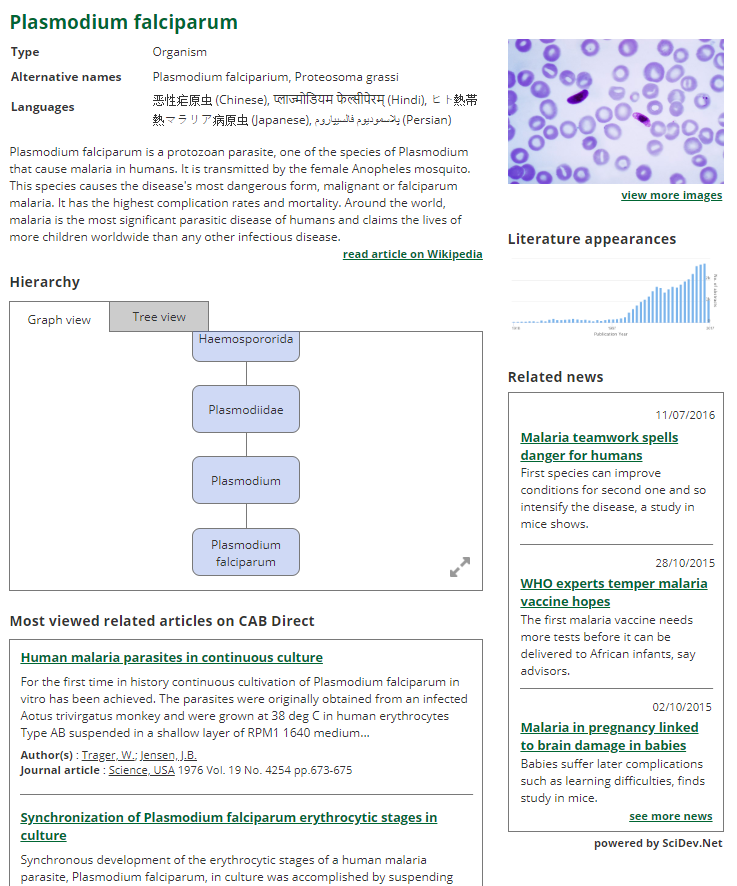 Plasmodium falciparum
Type Organism
Alternative names Plasmodium falciparium, Proteosoma grassi
Languages 恶性疟原虫 (Chinese), प्लाज्मोडियम फेल्सीपेरम् (Hindi), ヒト熱帯
熱マラリア病原虫 (Japanese), پلاسمودیوم فالسیپاروم (Persian)
Plasmodium falciparum is a protozoan parasite, one of the species of Plasmodium
that cause malaria in humans. It is transmitted by the female Anopheles mosquito.
This species causes the disease's most dangerous form, malignant or falciparum
malaria. It has the highest complication rates and mortality. Around the world,
malaria is the most significant parasitic disease of humans and claims the lives of
more children worldwide than any other infectious disease.
read article on Wikipedia
Hierarchy
Graph view Tree view
Haemospororida
Plasmodiidae
Plasmodium
Plasmodium
falciparum
Most viewed related articles on CAB Direct
Human malaria parasites in continuous culture
For the first time in history continuous cultivation of Plasmodium falciparum in
vitro has been achieved. The parasites were originally obtained from an infected
Aotus trivirgatus monkey and were grown at 38 deg C in human erythrocytes
Type AB suspended in a shallow layer of RPM1 1640 medium...
Author(s) : Trager, W.; Jensen, J.B.
Journal article : Science, USA 1976 Vol. 19 No. 4254 pp.673-675
Synchronization of Plasmodium falciparum erythrocytic stages in
culture
Synchronous development of the erythrocytic stages of a human malaria
parasite, Plasmodium falciparum, in culture was accomplished by suspending
view more images
Literature appearances
Publication Year
2017
Related news
11/07/2016
Malaria teamwork spells
danger for humans
First species can improve
conditions for second one and so
intensify the disease, a study in
mice shows.
28/10/2015
WHO experts temper malaria
vaccine hopes
The first malaria vaccine needs
more tests before it can be
delivered to African infants, say
advisors.
02/10/2015
Malaria in pregnancy linked
to brain damage in babies
Babies suffer later complications
such as learning difficulties, finds
study in mice.
see more news
powered by SciDev.Net